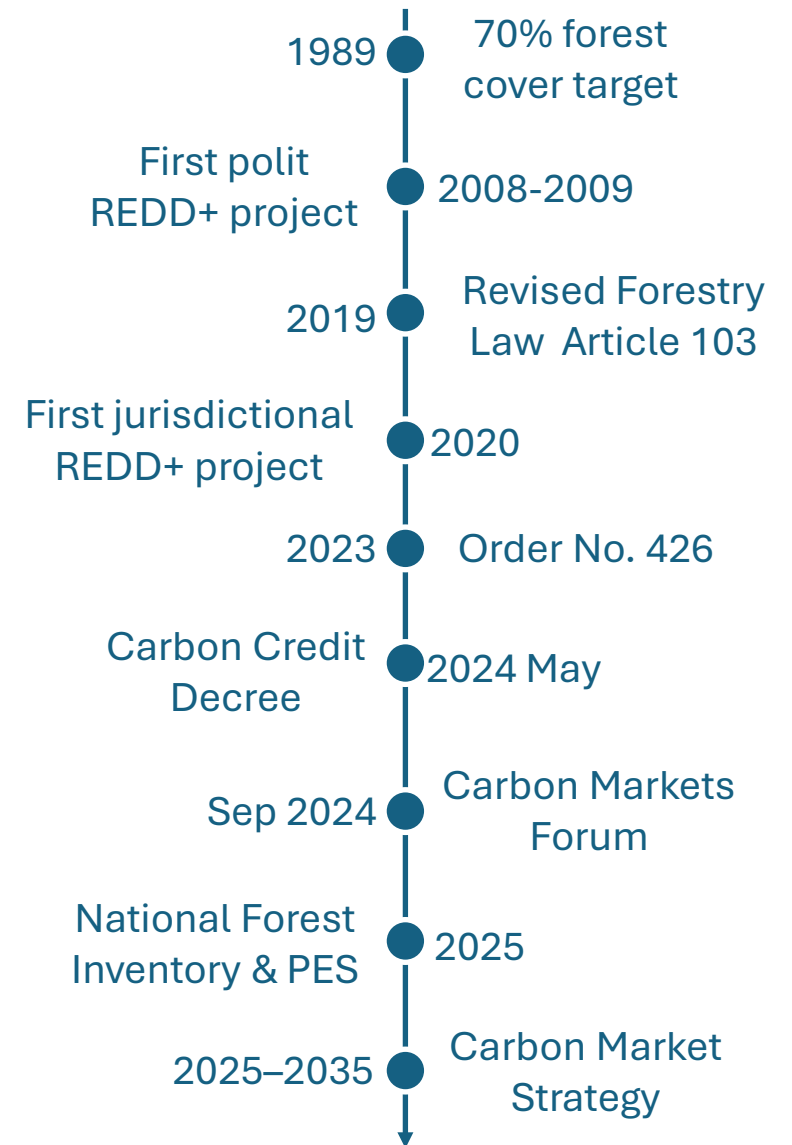 1989
70% forest
cover target
First polit
REDD+ project
2008-2009
2019
Revised Forestry
Law  Article 103
First jurisdictional
REDD+ project
2020
2023
Order No. 426
Carbon Credit
Decree
2024 May
Sep 2024
Carbon Markets
Forum
National Forest
Inventory & PES
2025
2025–2035
Carbon Market
Strategy